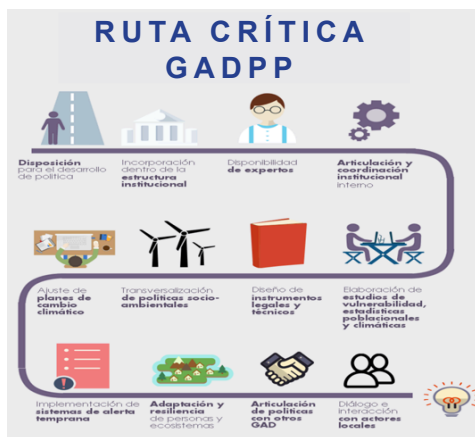 RUTA CRÍTICA
GADPP
Disposición
para el desarrollo
de política
Incorporación
dentro de la
estructura
institucional
Disponibilidad
de expertos
Articulación y
coordinación
institucional
Interno
Ajuste de
planes de
cambio
climático
Transversalización
de políticas socio-
ambientales
Diseño de
instrumentos
legales y
técnicos
Elaboración de
estudios de
vulnerabilidad,
estadísticas
poblacionales
y climáticas
Implementación de
sistemas de alerta
temprana
Adaptación y
resiliencia
de personas y
ecosistemas
Articulación
de políticas
con otros
GAD
Diálogo e
Interacción
con actores
locales